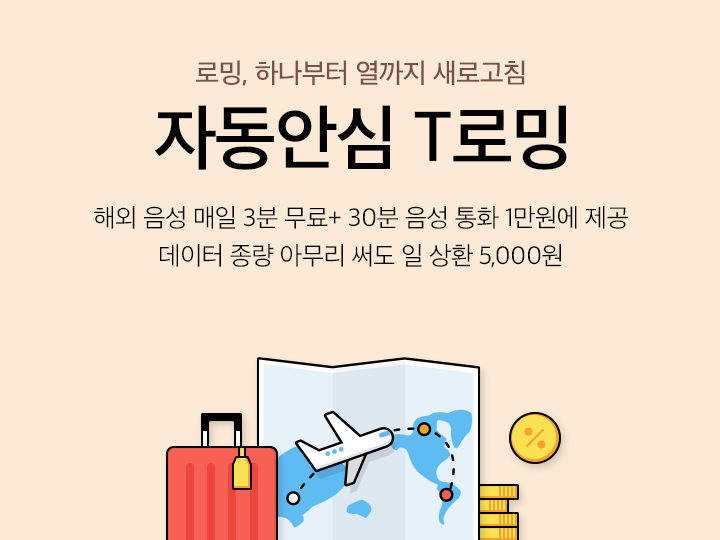 로밍, 하나부터 열까지 새로고침
자동안심 T로밍
해외 음성 매일 3분 무료+ 30분 음성 통화 1만원에 제공
데이터 종량 아무리 써도 일 상환 5,000원